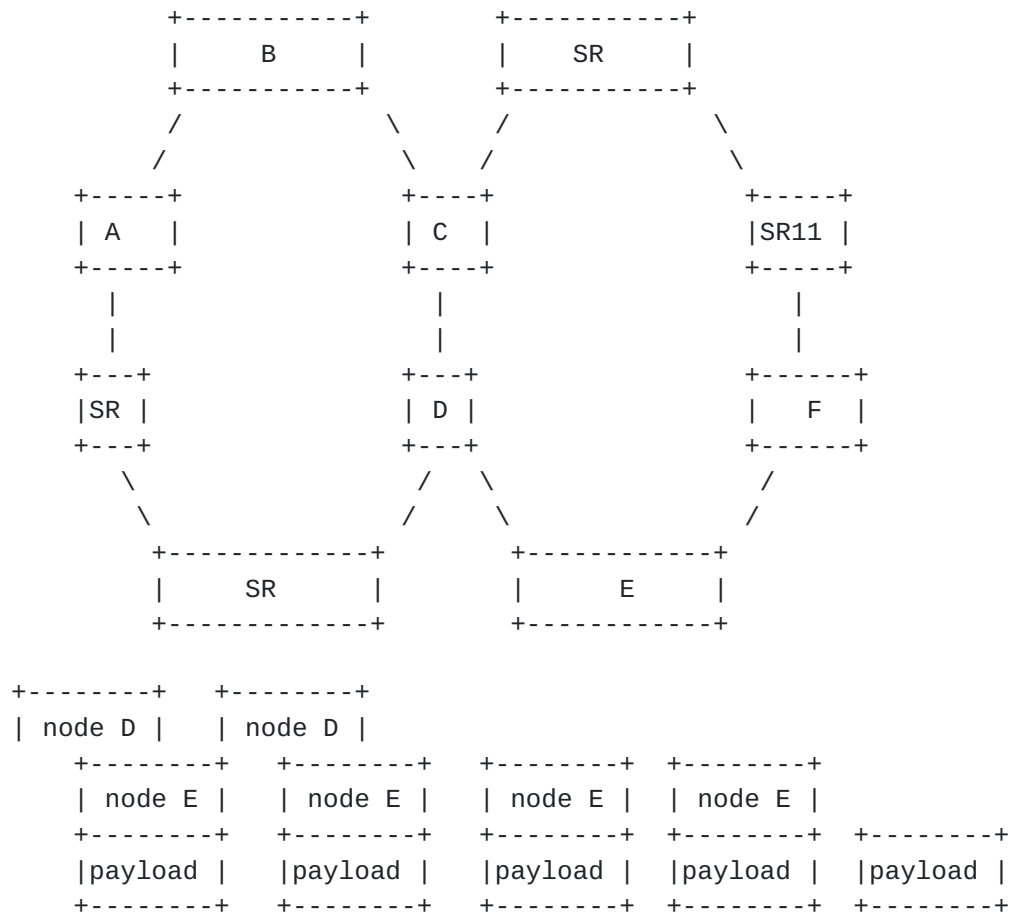 B SR
A C SR11
SR D F
SR E
node D node D
node E node E node E node E
payload payload payload payload payload